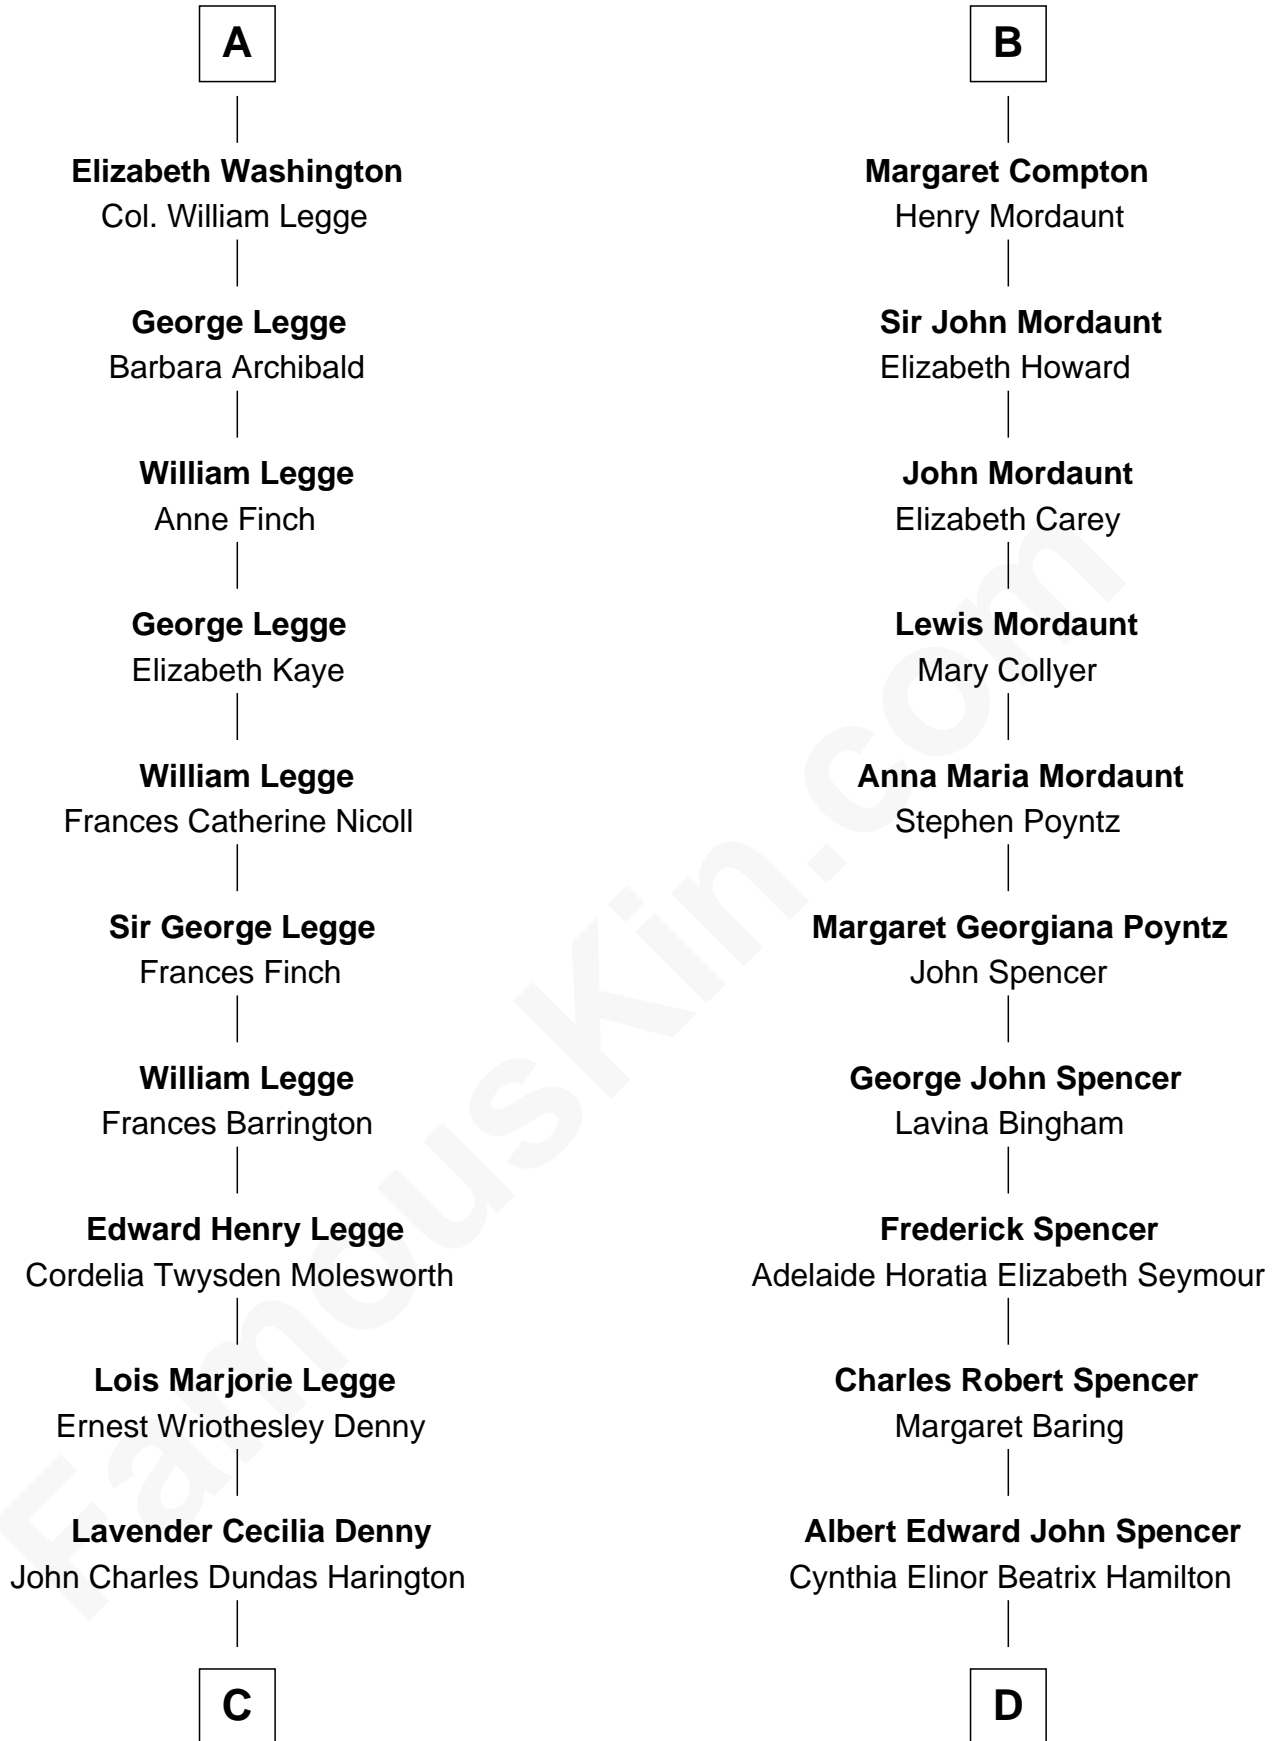 A
Elizabeth Washington
Col. William Legge
George Legge
Barbara Archibald
William Legge
Anne Finch
George Legge
Elizabeth Kaye
William Legge
Frances Catherine Nicoll
Sir George Legge
Frances Finch
William Legge
Frances Barrington
Edward Henry Legge
Cordelia Twysden Molesworth
Lois Marjorie Legge
Ernest Wriothesley Denny
Lavender Cecilia Denny
John Charles Dundas Harington
C
B
Margaret Compton
Henry Mordaunt
Sir John Mordaunt
Elizabeth Howard
John Mordaunt
Elizabeth Carey
Lewis Mordaunt
Mary Collyer
Anna Maria Mordaunt
Stephen Poyntz
Margaret Georgiana Poyntz
John Spencer
George John Spencer
Lavina Bingham
Frederick Spencer
Adelaide Horatia Elizabeth Seymour
Charles Robert Spencer
Margaret Baring
Albert Edward John Spencer
Cynthia Elinor Beatrix Hamilton
D
FamousKin.com